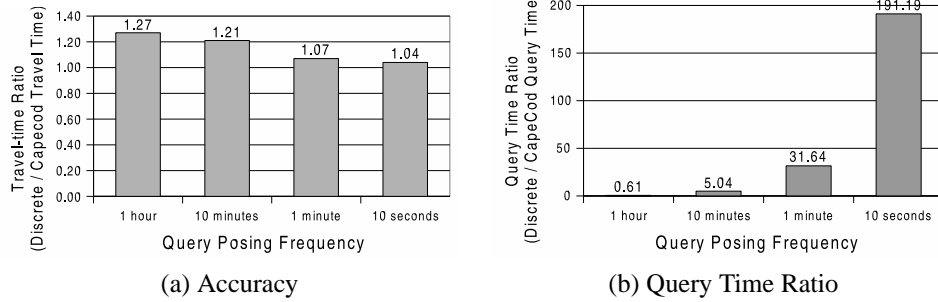 Travel-time Ratio
(Discrete / Capecod Travel Time)
1.40
1.20
1.00
0.80
0.60
0.40
0.20
0.00
1.27
1.21
1.07
1.04
1 hour
10 minutes
1 minute
10 seconds
Query Posing Frequency
(a) Accuracy
Query Time Ratio
(Discrete / CapeCod Query Time)
200
150
100
50
0
0.61
5.04
31.64
191.19
1 hour
10 minutes
1 minute
10 seconds
Query Posing Frequency
(b) Query Time Ratio